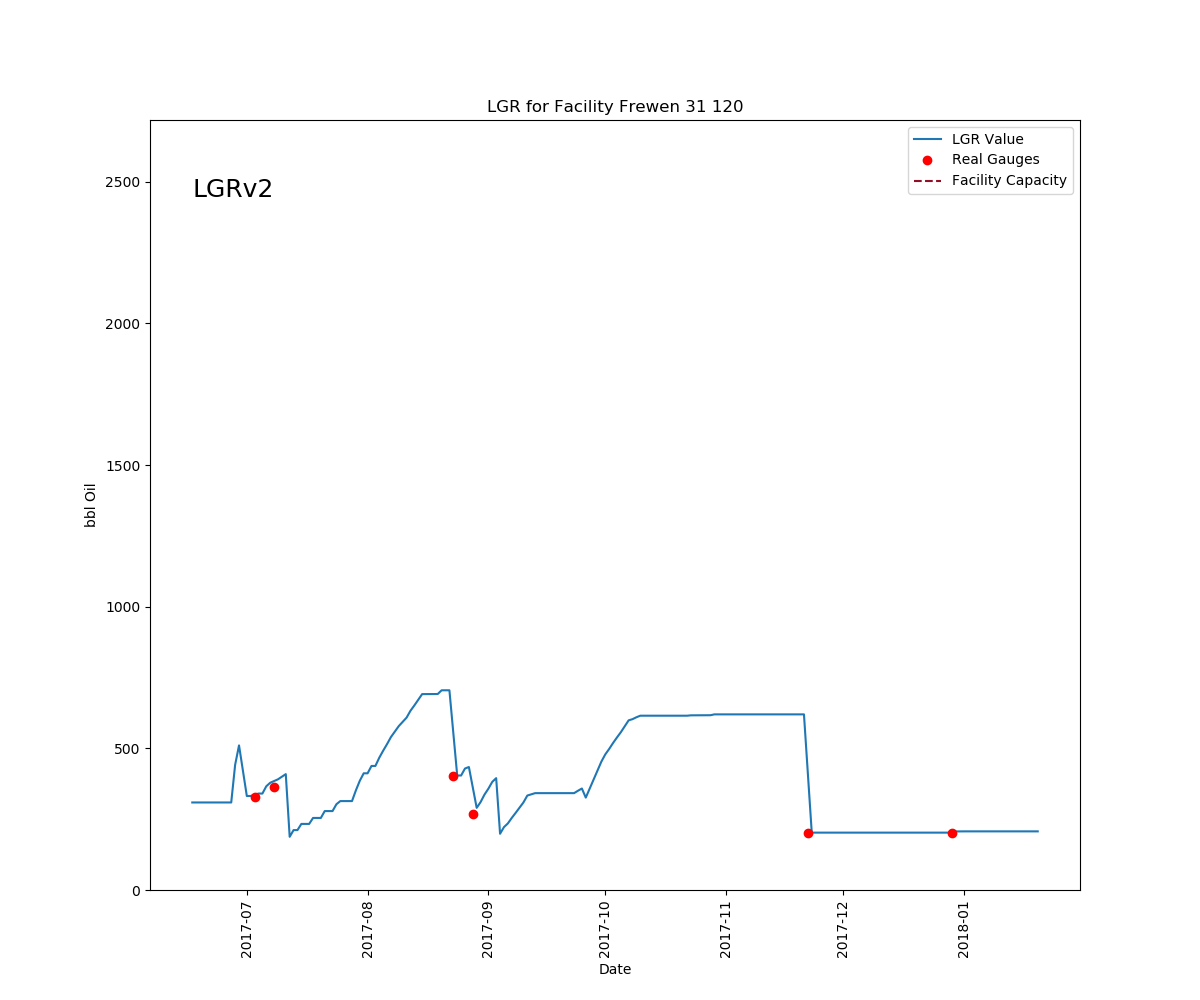 LGR for Facility Frewen 31 120
LGRv2
LGR Value
Real Gauges
Facility Capacity
bbl Oil
2500
2000
1500
1000
500
0
2017-07
2017-08
2017-09
2017-10
2017-11
2017-12
2018-01
Date